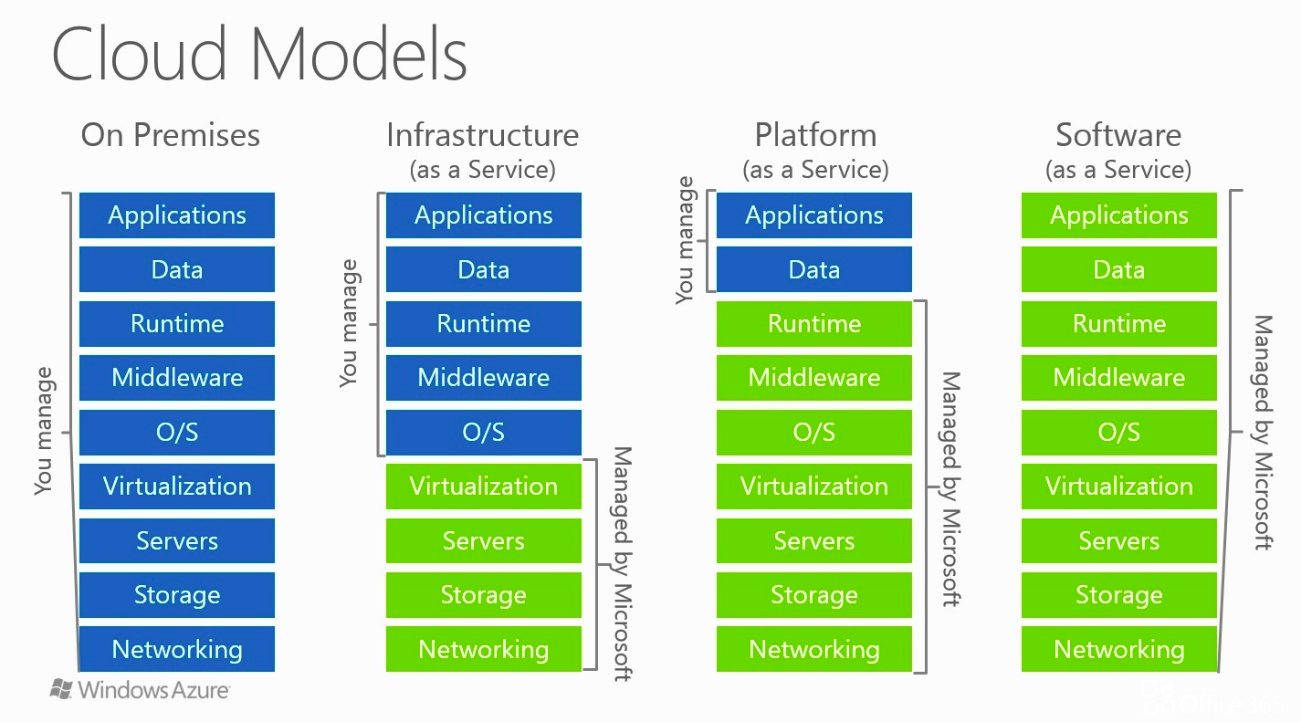 Cloud Models
On Premises
You manage
Applications
Data
Runtime
Middleware
O/S
Virtualization
Servers
Storage
Networking
Infrastructure
(as a Service)
You manage
Applications
Data
Runtime
Middleware
O/S
Virtualization
Servers
Storage
Networking
Managed by Microsoft
Platform
(as a Service)
You manage
Applications
Data
Runtime
Middleware
O/S
Virtualization
Servers
Storage
Networking
Managed by Microsoft
Software
(as a Service)
Applications
Data
Runtime
Middleware
O/S
Virtualization
Servers
Storage
Networking
Managed by Microsoft
Windows Azure